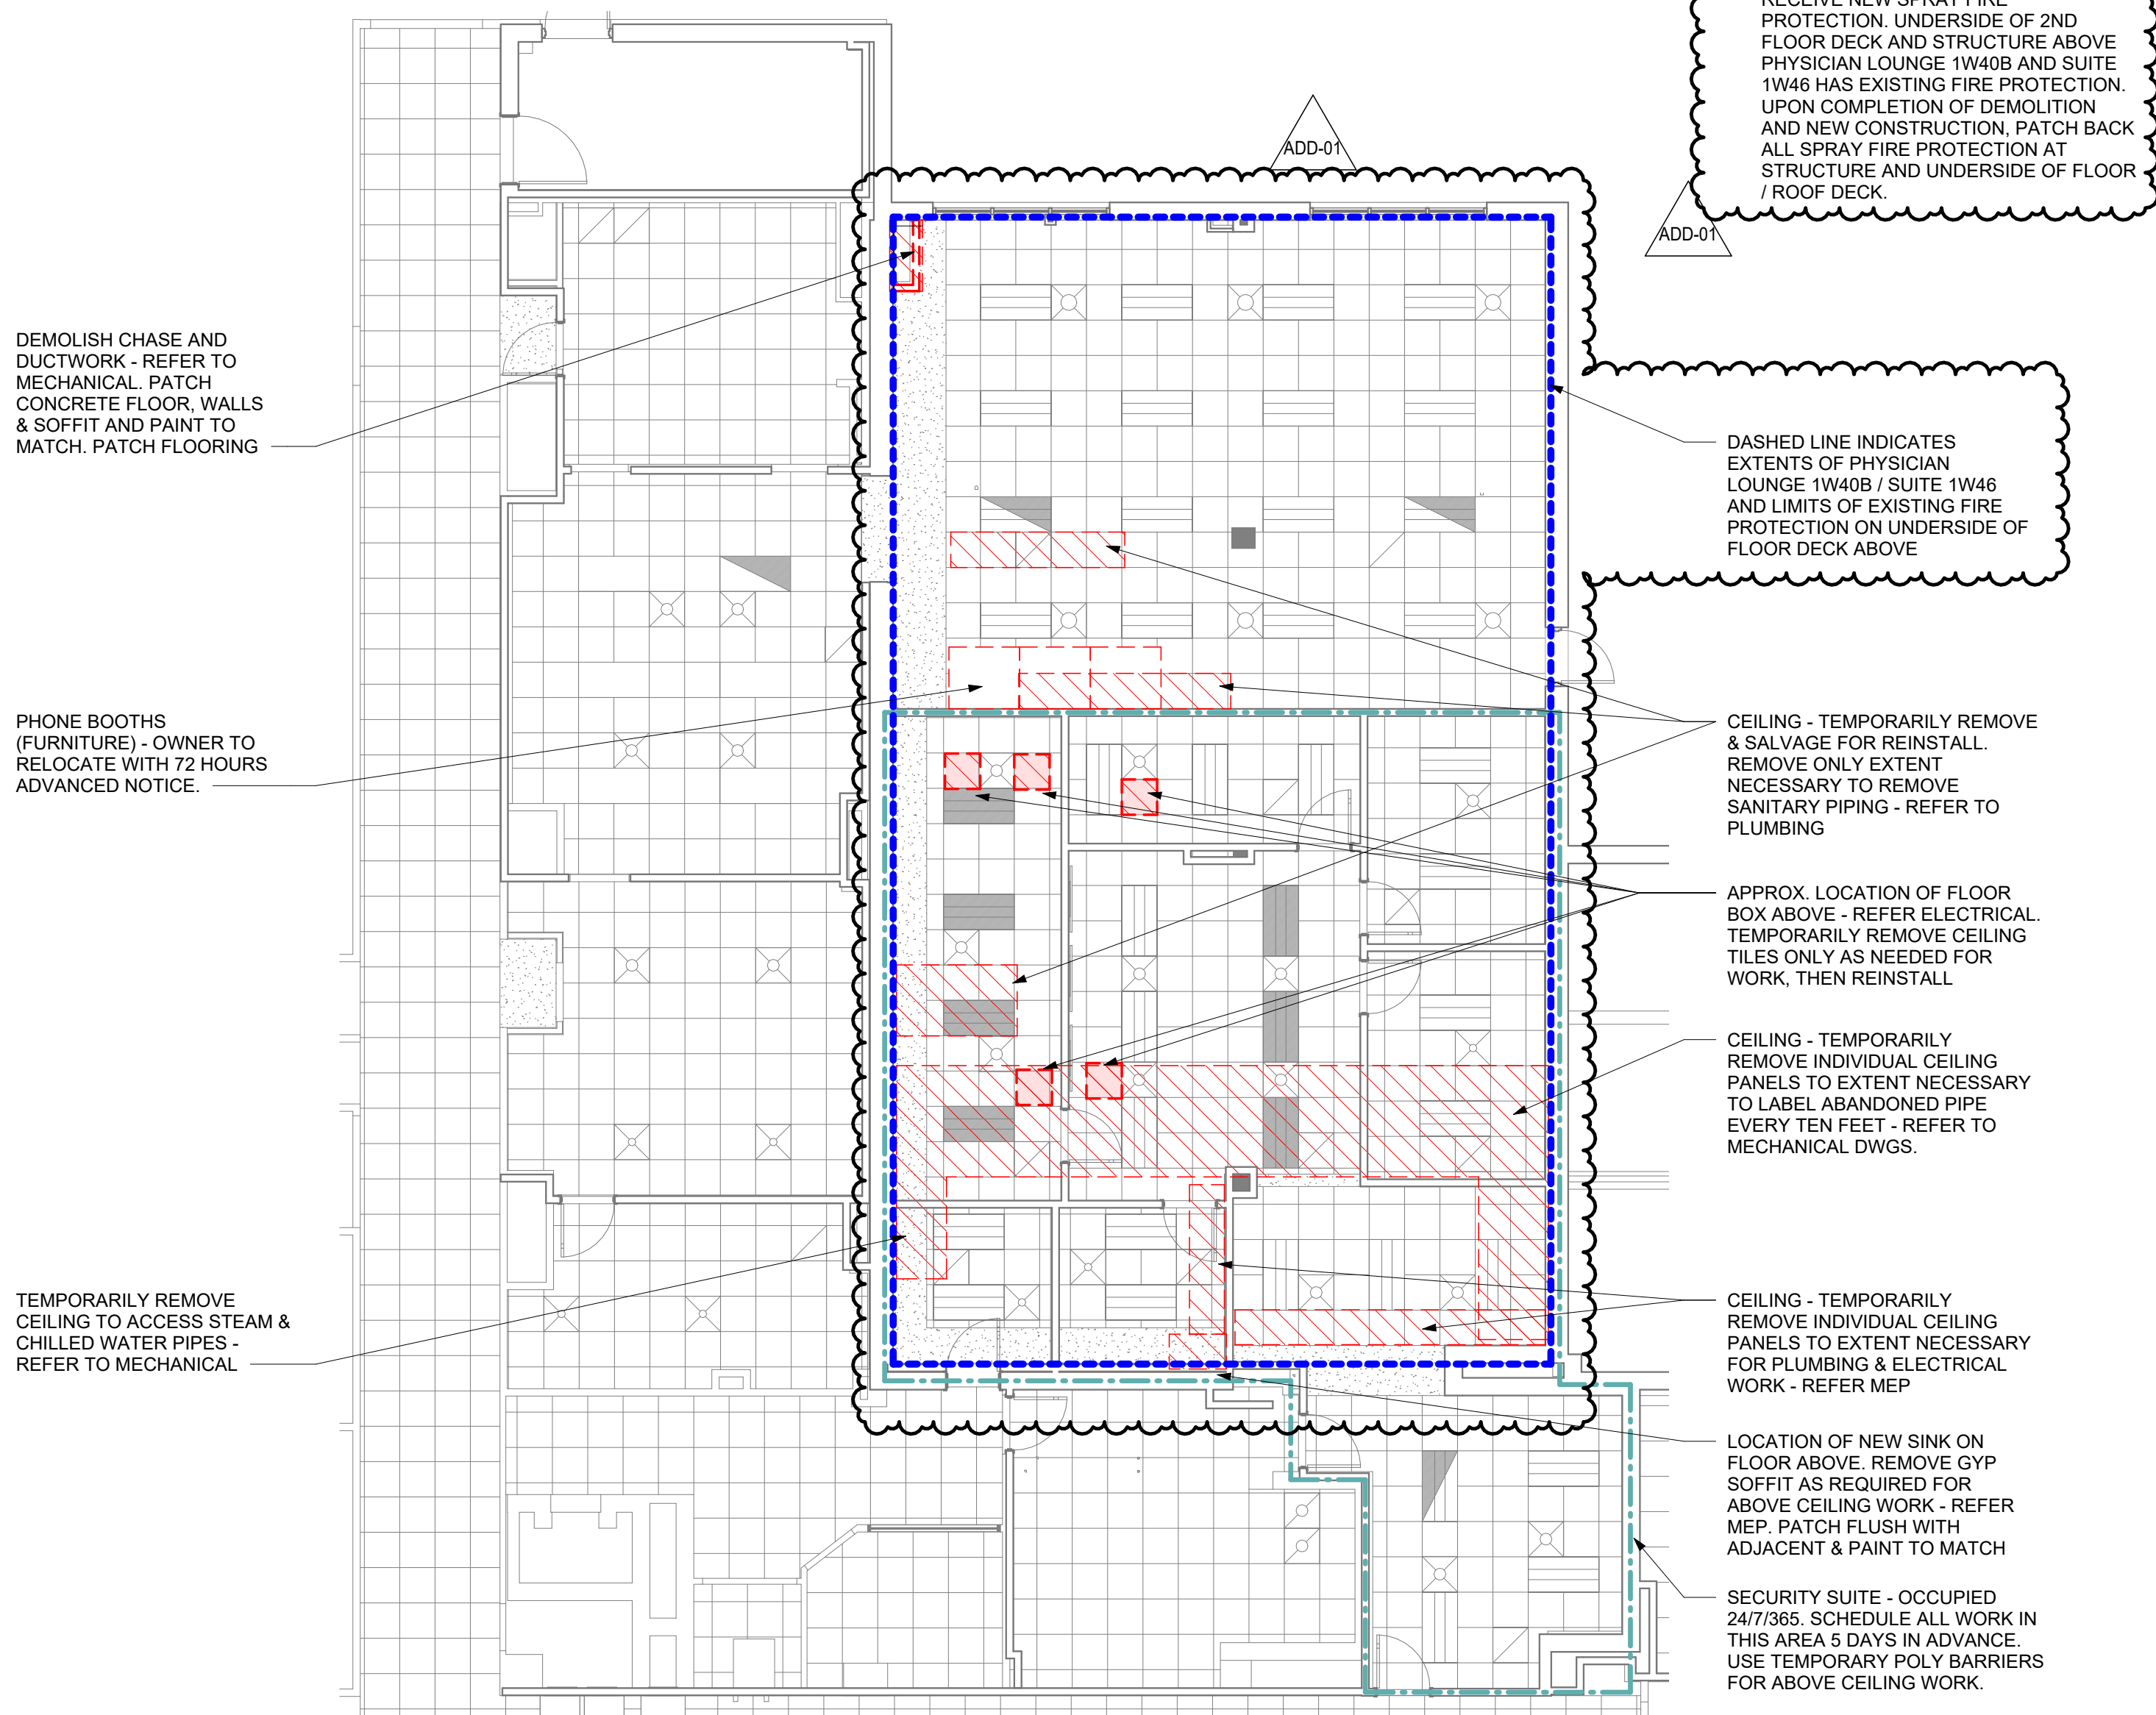 RECEIVE NEW SPRAY FIRE
PROTECTION. UNDERSIDE OF 2ND
FLOOR DECK AND STRUCTURE ABOVE
PHYSICIAN LOUNGE 1W40B AND SUITE
1W46 HAS EXISTING FIRE PROTECTION.
UPON COMPLETION OF DEMOLITION
AND NEW CONSTRUCTION, PATCH BACK
ALL SPRAY FIRE PROTECTION AT
STRUCTURE AND UNDERSIDE OF FLOOR
/ ROOF DECK.
ADD-01
ADD-01
DEMOLISH CHASE AND
DUCTWORK - REFER TO
MECHANICAL. PATCH
CONCRETE FLOOR, WALLS
& SOFFIT AND PAINT TO
MATCH. PATCH FLOORING
DASHED LINE INDICATES
EXTENTS OF PHYSICIAN
LOUNGE 1W40B / SUITE 1W46
AND LIMITS OF EXISTING FIRE
PROTECTION ON UNDERSIDE OF
FLOOR DECK ABOVE
PHONE BOOTHS
(FURNITURE) - OWNER TO
RELOCATE WITH 72 HOURS
ADVANCED NOTICE.
CEILING - TEMPORARILY REMOVE
& SALVAGE FOR REINSTALL.
REMOVE ONLY EXTENT
NECESSARY TO REMOVE
SANITARY PIPING - REFER TO
PLUMBING
APPROX. LOCATION OF FLOOR
BOX ABOVE - REFER ELECTRICAL.
TEMPORARILY REMOVE CEILING
TILES ONLY AS NEEDED FOR
WORK, THEN REINSTALL
CEILING - TEMPORARILY
REMOVE INDIVIDUAL CEILING
PANELS TO EXTENT NECESSARY
TO LABEL ABANDONED PIPE
EVERY TEN FEET - REFER TO
MECHANICAL DWGS.
TEMPORARILY REMOVE
CEILING TO ACCESS STEAM &
CHILLED WATER PIPES -
REFER TO MECHANICAL
CEILING - TEMPORARILY
REMOVE INDIVIDUAL CEILING
PANELS TO EXTENT NECESSARY
FOR PLUMBING & ELECTRICAL
WORK - REFER MEP
LOCATION OF NEW SINK ON
FLOOR ABOVE. REMOVE GYP
SOFFIT AS REQUIRED FOR
ABOVE CEILING WORK - REFER
MEP. PATCH FLUSH WITH
ADJACENT & PAINT TO MATCH
SECURITY SUITE - OCCUPIED
24/7/365. SCHEDULE ALL WORK IN
THIS AREA 5 DAYS IN ADVANCE.
USE TEMPORARY POLY BARRIERS
FOR ABOVE CEILING WORK.